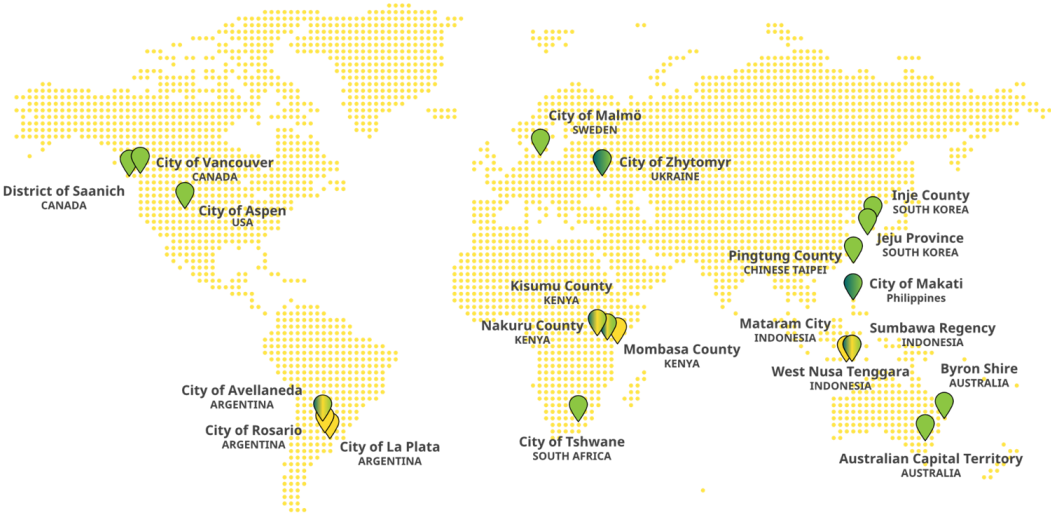 City of Malmö
SWEDEN
City of Vancouver
CANADA
City of Zhytomyr
UKRAINE
District of Saanich
CANADA
City of Aspen
USA
Inje County
SOUTH KOREA
Jeju Province
SOUTH KOREA
Pingtung County
CHINESE TAIPEI
Kisumu County
KENYA
City of Makati
Philippines
Nakuru County
KENYA
Mataram City
INDONESIA
Sumbawa Regency
INDONESIA
Mombasa County
KENYA
West Nusa Tenggara
INDONESIA
Byron Shire
AUSTRALIA
City of Avellaneda
ARGENTINA
City of Rosario
ARGENTINA
City of La Plata
ARGENTINA
City of Tshwane
SOUTH AFRICA
Australian Capital Territory
AUSTRALIA